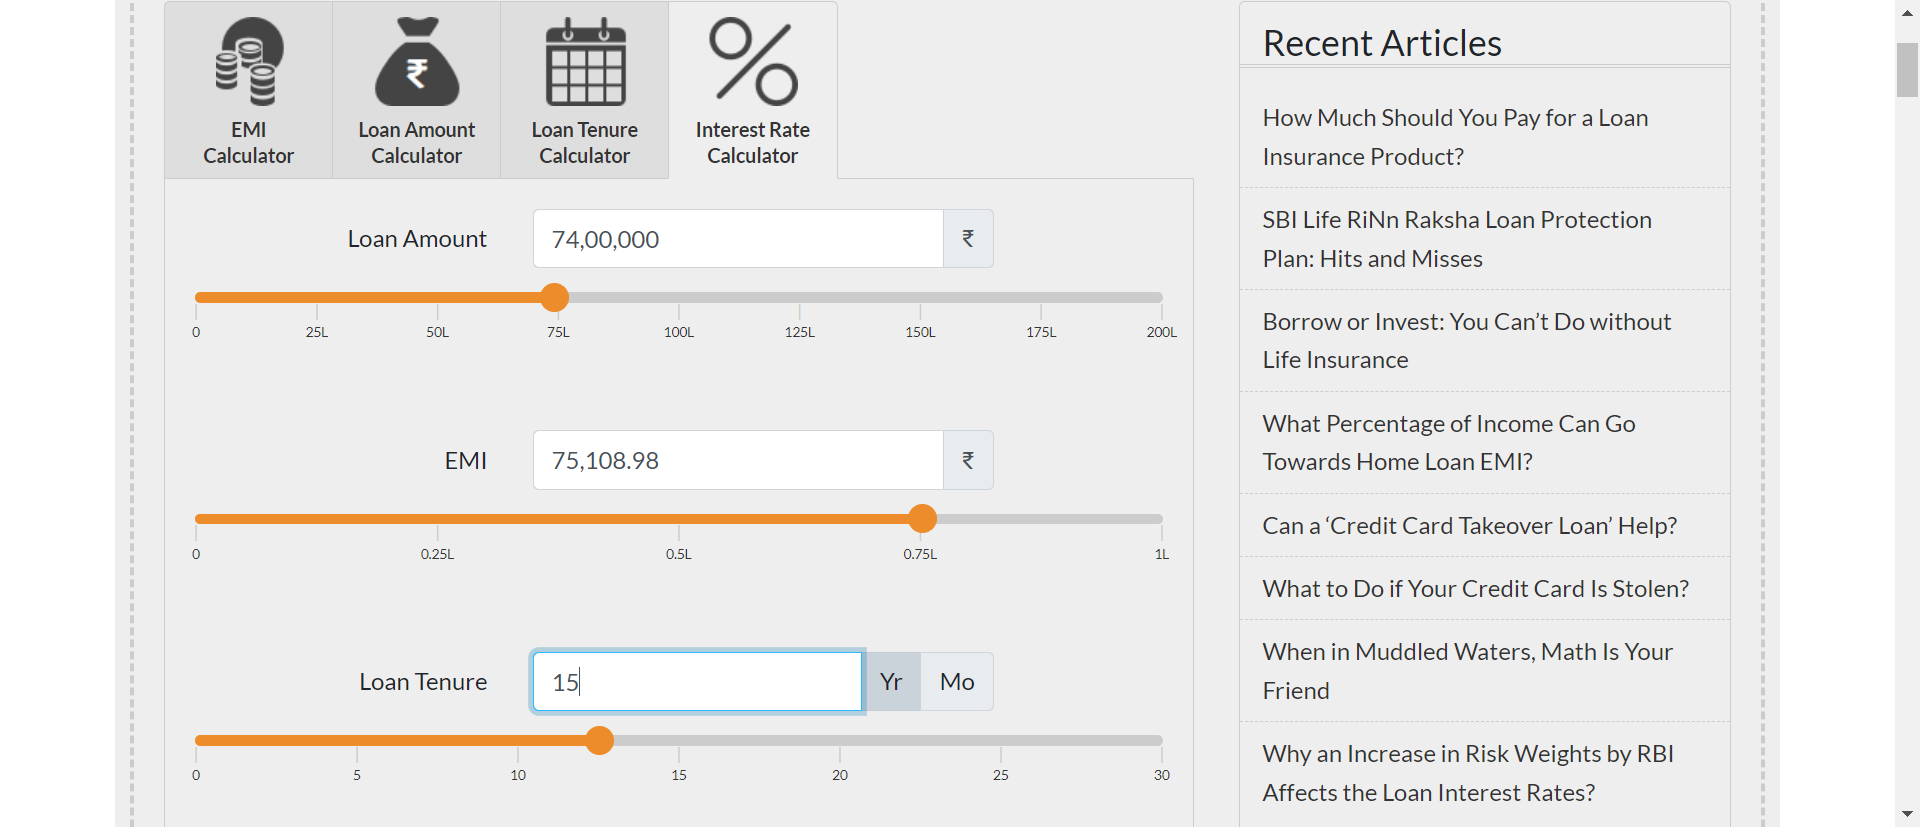 EMI
Calculator
Loan Amount
Calculator
Loan Tenure
Calculator
Interest Rate
Calculator
Loan Amount
74,00,000
₹
0 25L 50L 75L 100L 125L 150L 175L 200L
EMI
75,108.98
₹
0 0.25L 0.5L 0.75L 1L
Loan Tenure
15
Yr
Mo
0 5 10 15 20 25 30
Recent Articles
How Much Should You Pay for a Loan
Insurance Product?
SBI Life RiNn Raksha Loan Protection
Plan: Hits and Misses
Borrow or Invest: You Can’t Do without
Life Insurance
What Percentage of Income Can Go
Towards Home Loan EMI?
Can a ‘Credit Card Takeover Loan’ Help?
What to Do if Your Credit Card Is Stolen?
When in Muddled Waters, Math Is Your
Friend
Why an Increase in Risk Weights by RBI
Affects the Loan Interest Rates?